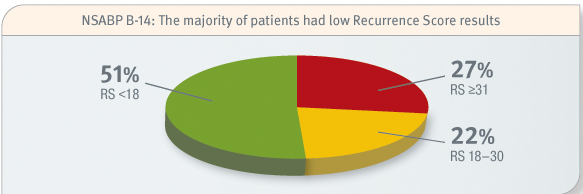 NSABP B-14: The majority of patients had low Recurrence Score results
51%
RS <18
27%
RS ≥31
22%
RS 18–30